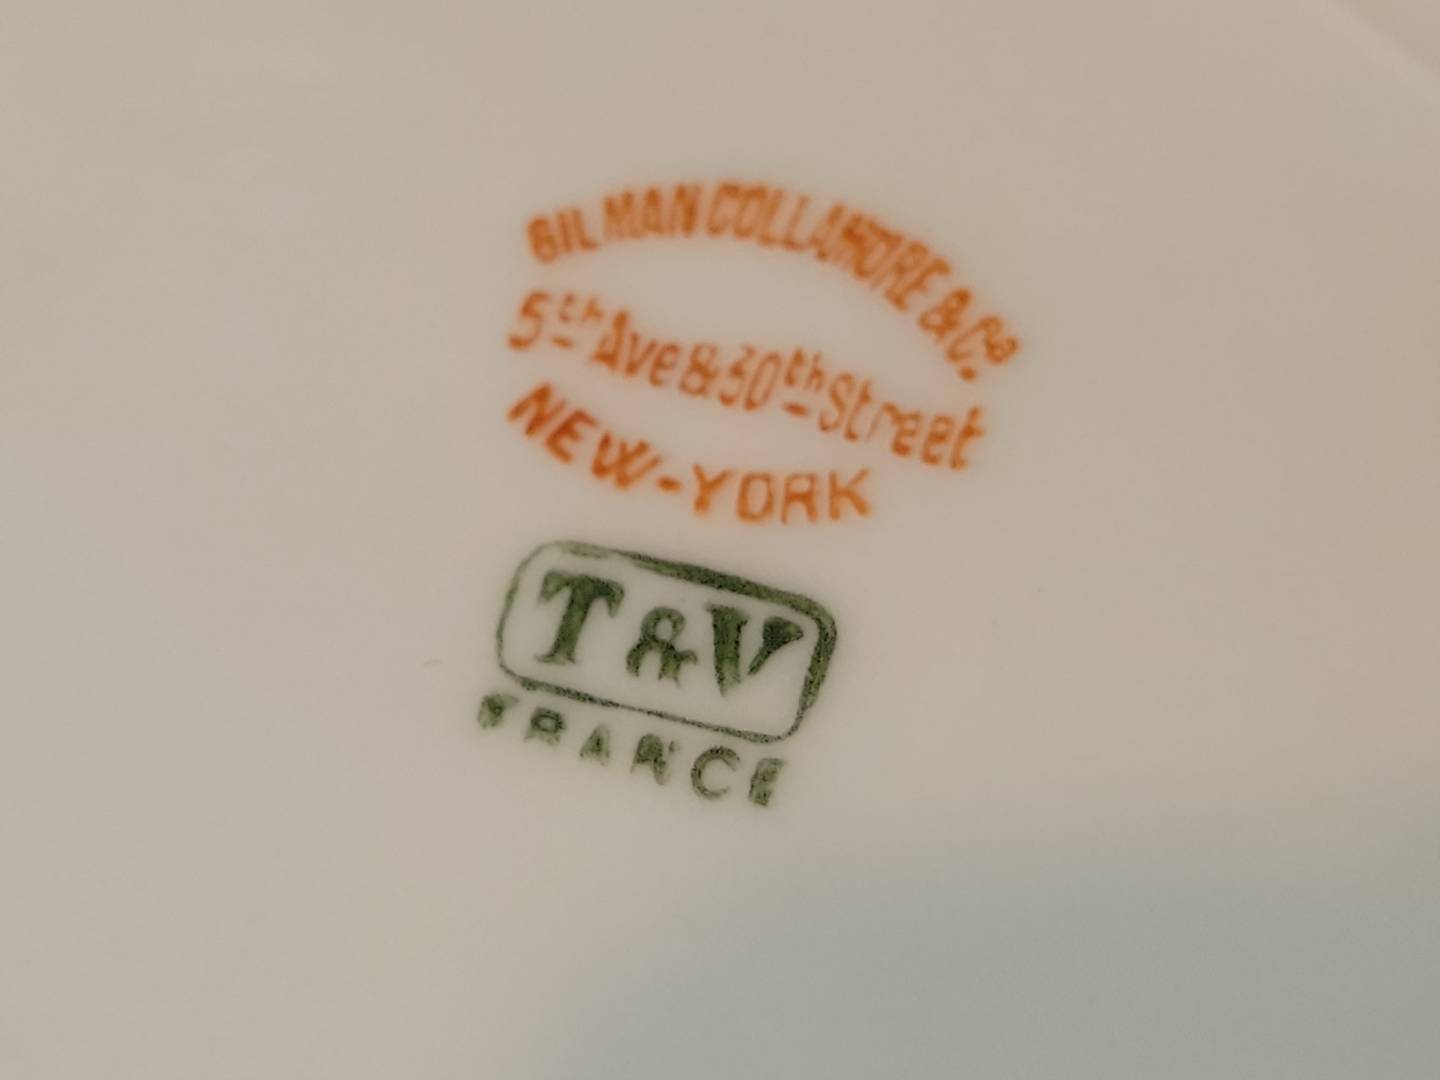 GILMAN COLLAMORE & Co.
5th Ave & 30th Street
NEW-YORK
T & V
FRANCE